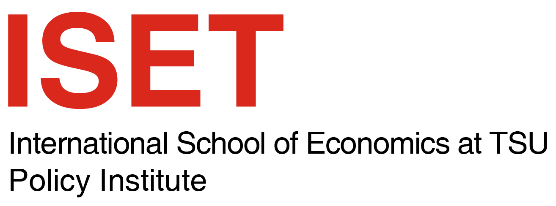 ISET
International School of Economics at TSU
Policy Institute